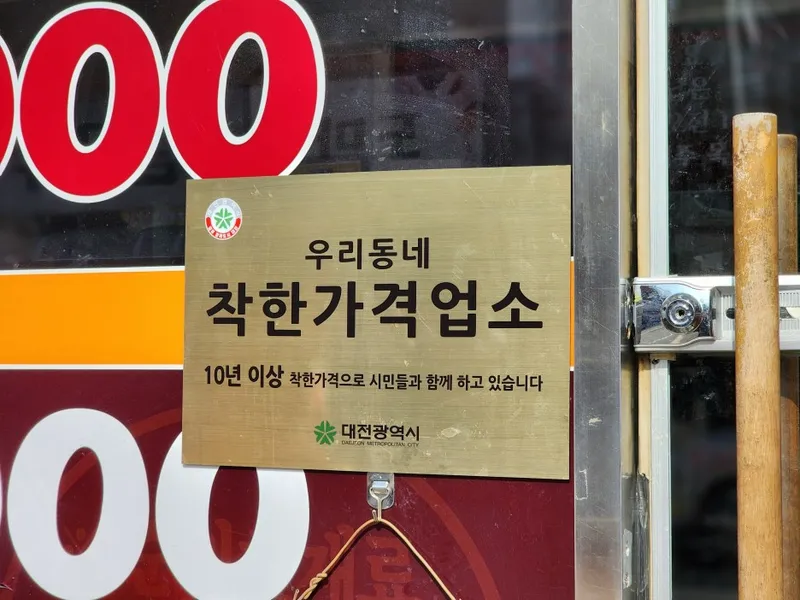 000
우리동네
착한가격업소
10년 이상 착한가격으로 시민들과 함께 하고 있습니다
대전광역시
DAEJEON METROPOLITAN CITY
00